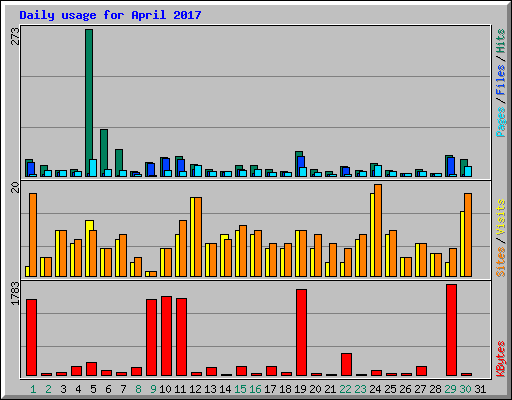 Daily usage for April 2017
273
Pages / Files / Hits
20
Sites / Visits
1783
KBytes
1 2 3 4 5 6 7 8 9 10 11 12 13 14 15 16 17 18 19 20 21 22 23 24 25 26 27 28 29 30 31